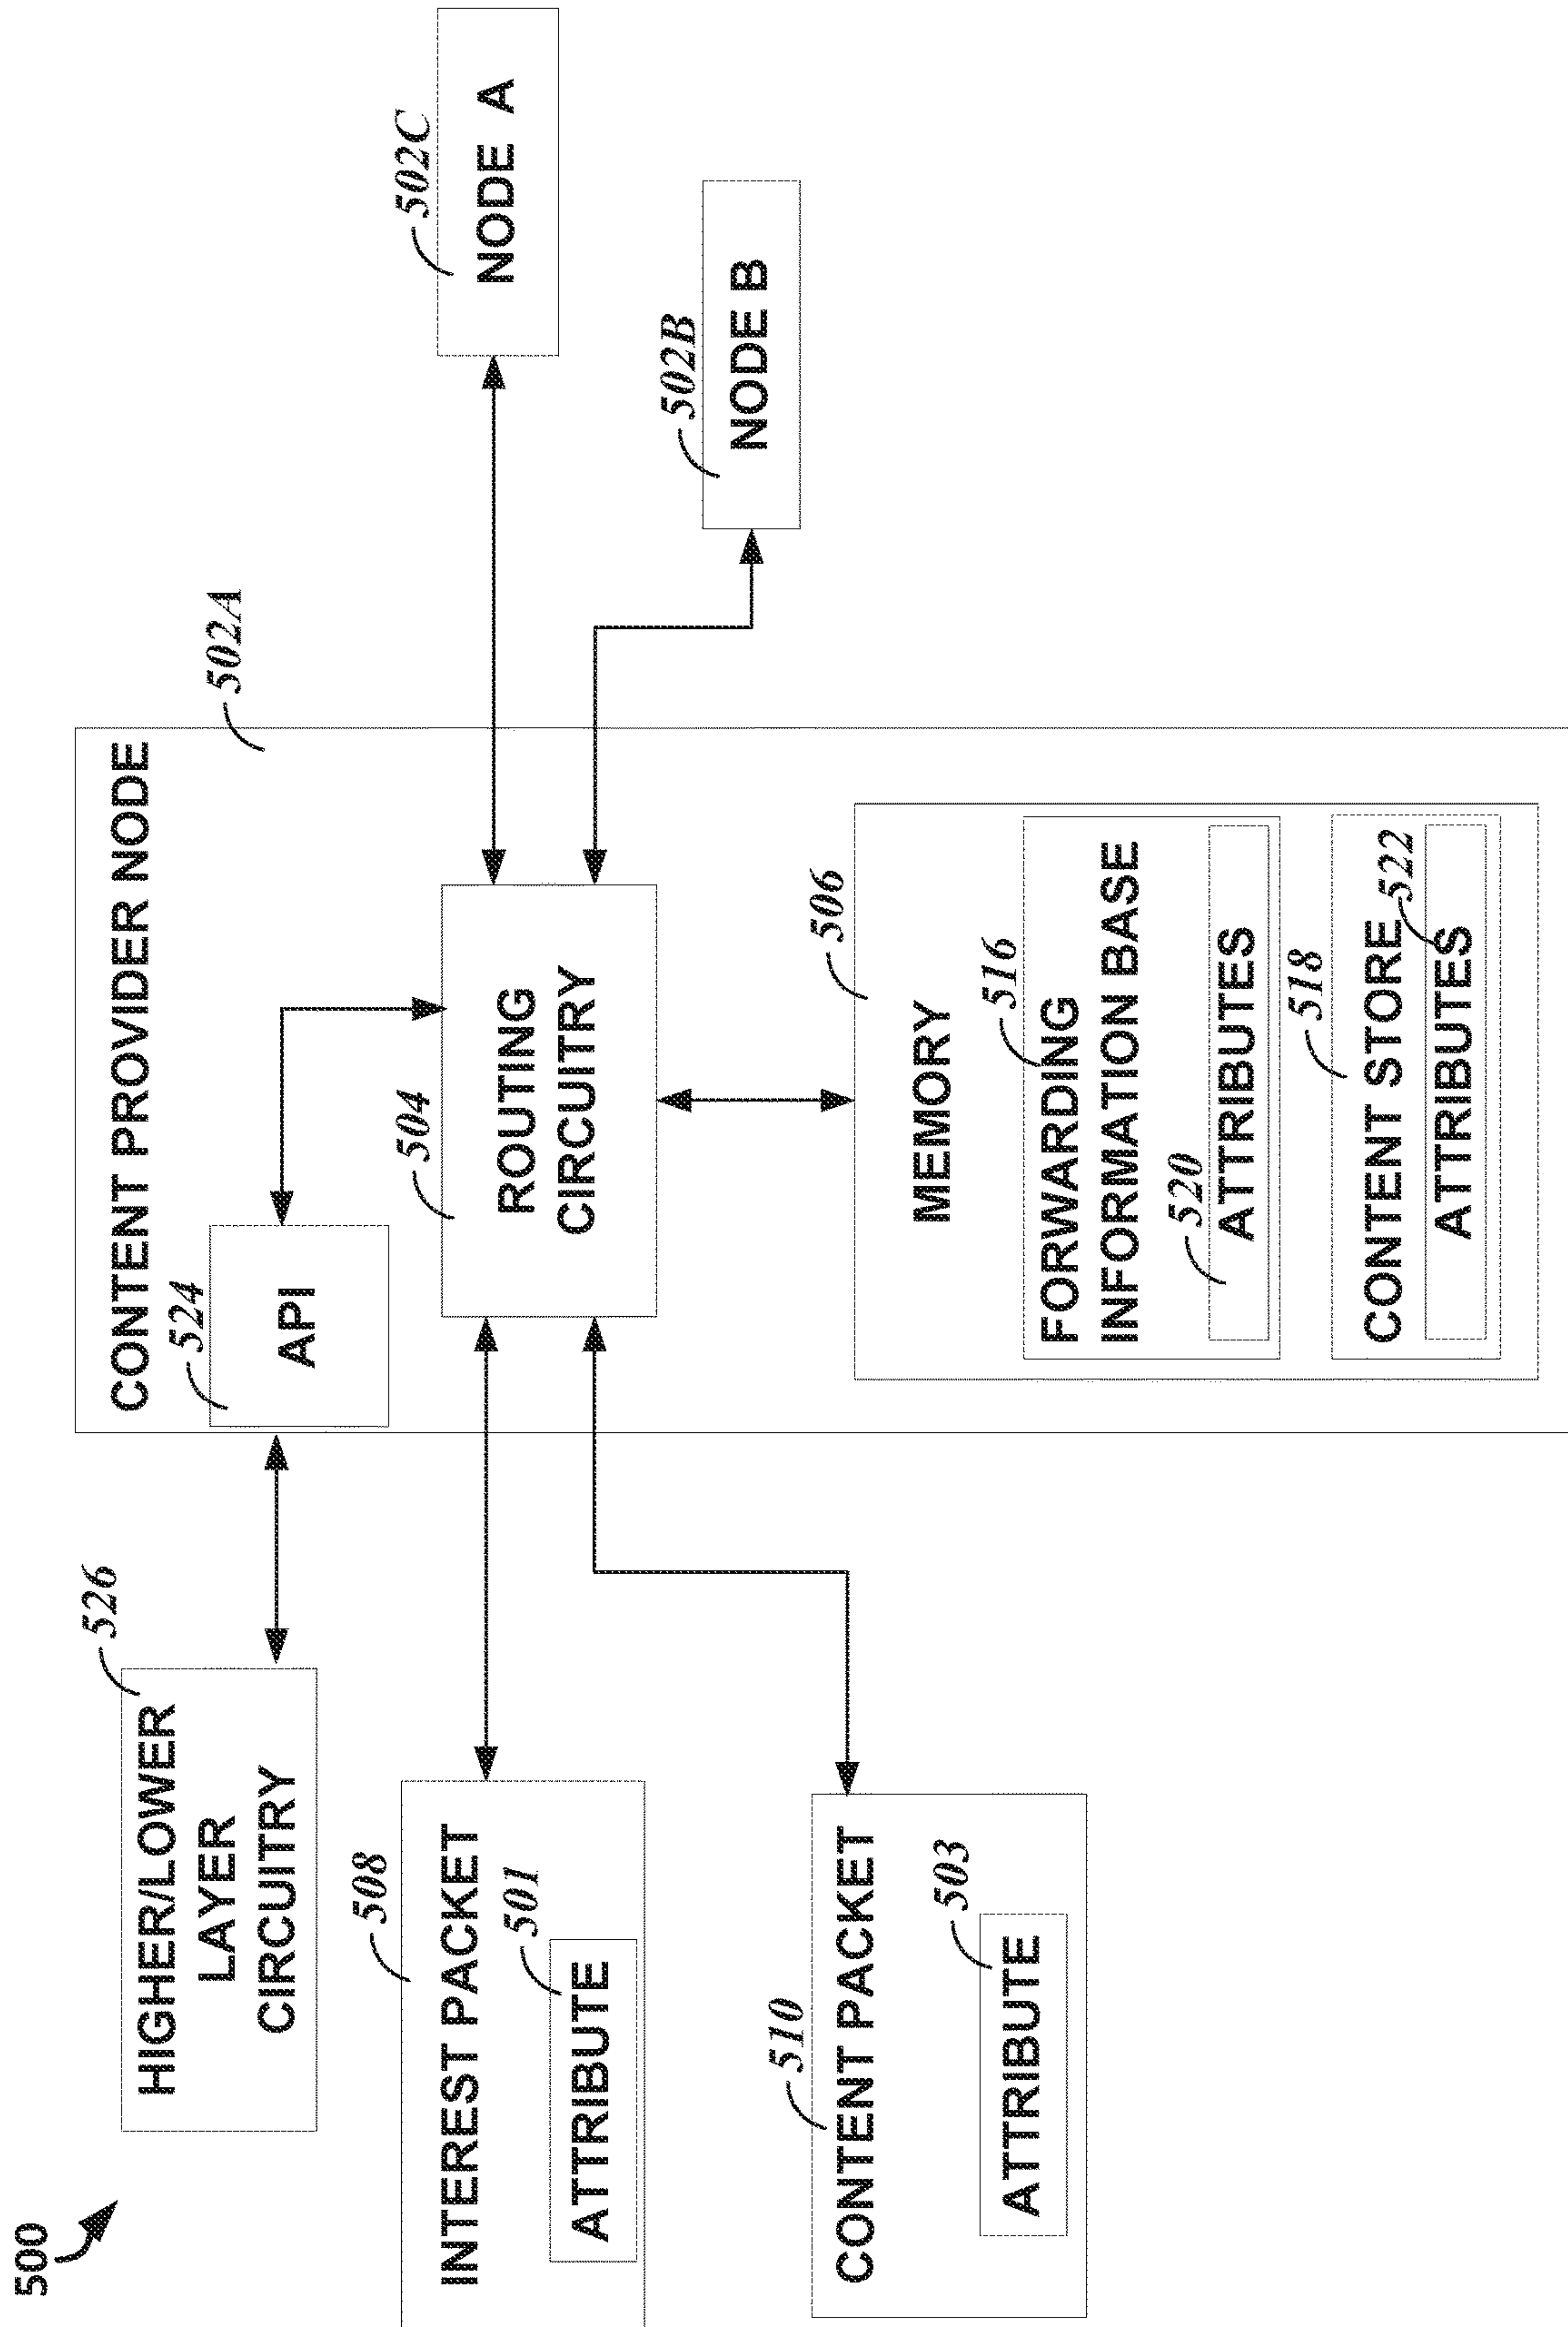 500
HIGHER/LOWER
LAYER
CIRCUITRY
526
INTEREST PACKET
508
ATTRIBUTE
501
CONTENT PACKET
510
ATTRIBUTE
503
CONTENT PROVIDER NODE
502A
API
524
ROUTING
CIRCUITRY
504
MEMORY
506
FORWARDING
INFORMATION BASE
516
ATTRIBUTES
520
CONTENT STORE
518
ATTRIBUTES
522
NODE A
502C
NODE B
502B